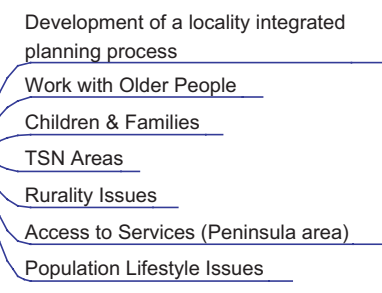 Development of a locality integrated
planning process
Work with Older People
Children & Families
TSN Areas
Rurality Issues
Access to Services (Peninsula area)
Population Lifestyle Issues